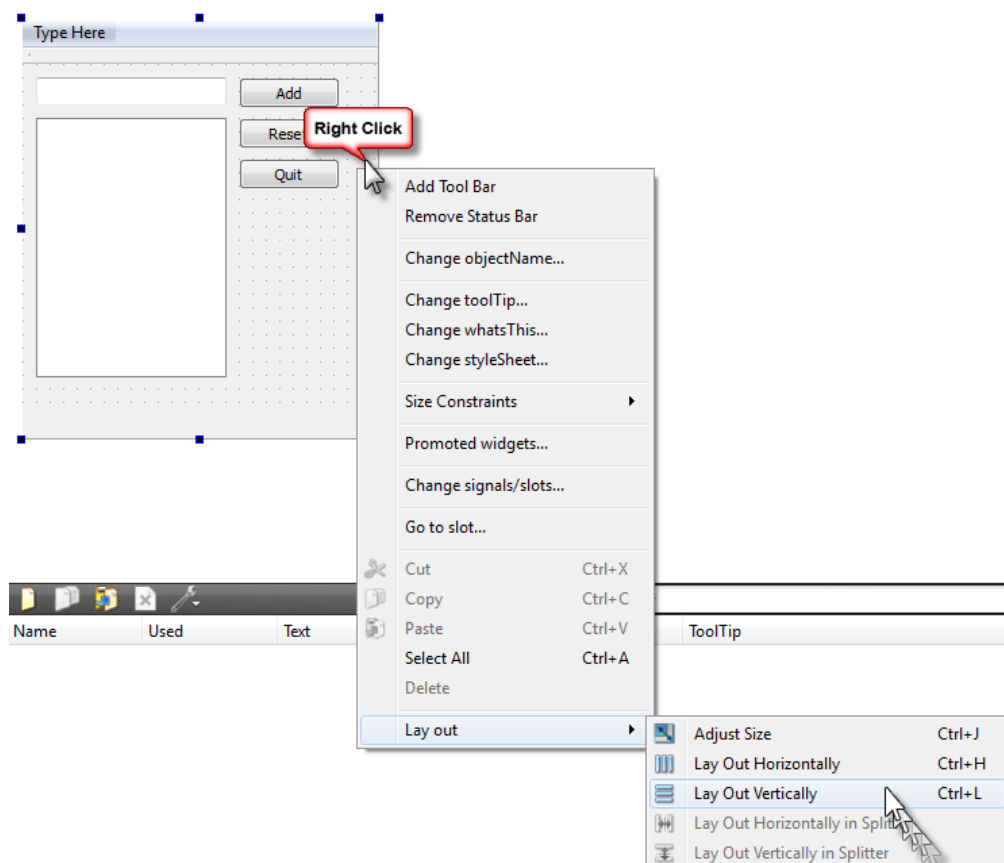 Type Here
Add
Rese
Right Click
Quit
Add Tool Bar
Remove Status Bar
Change objectName...
Change toolTip...
Change whatsThis...
Change styleSheet...
Size Constraints
Promoted widgets...
Change signals/slots...
Go to slot...
Cut Ctrl+X
Copy Ctrl+C
Paste Ctrl+V
Select All Ctrl+A
Delete
Lay out
Name Used Text ToolTip
Adjust Size Ctrl+J
Lay Out Horizontally Ctrl+H
Lay Out Vertically Ctrl+L
Lay Out Horizontally in Split
Lay Out Vertically in Splitter